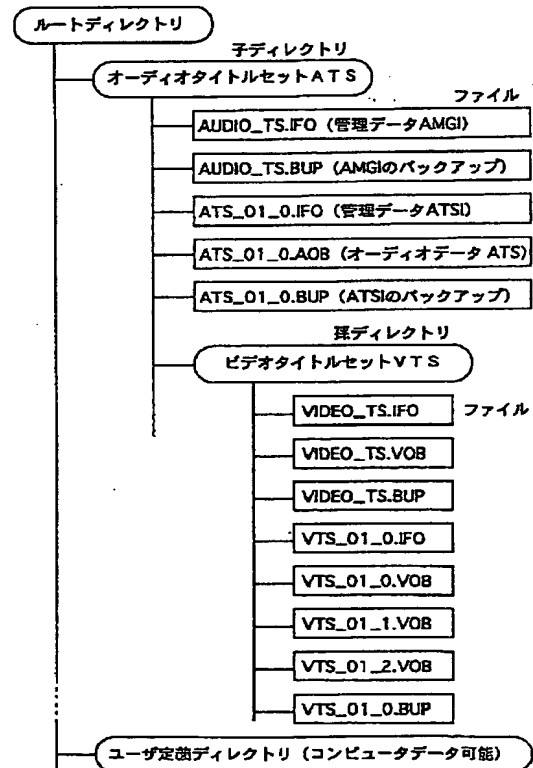 ルートディレクトリ
子ディレクトリ
オーディオタイトルセットATS
ファイル
AUDIO_TS.IFO（管理データAMGI）
AUDIO_TS.BUP（AMGIのバックアップ）
ATS_01_0.IFO（管理データATSI）
ATS_01_0.AOB（オーディオデータ ATS）
ATS_01_0.BUP（ATSIのバックアップ）
孫ディレクトリ
ビデオタイトルセットVTS
VIDEO_TS.IFO ファイル
VIDEO_TS.VOB
VIDEO_TS.BUP
VTS_01_0.IFO
VTS_01_0.VOB
VTS_01_1.VOB
VTS_01_2.VOB
VTS_01_0.BUP
ユーザ定義ディレクトリ（コンピュータデータ可能）